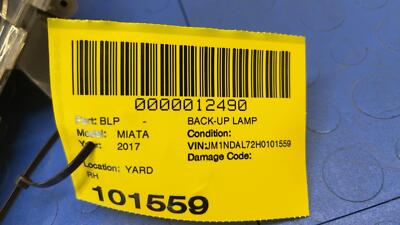 0000012490
Part: BLP - BACK-UP LAMP
Model: MIATA Condition:
Year: 2017 VIN:JM1NDAL72H0101559
Damage Code:
Location: YARD
RH
101559